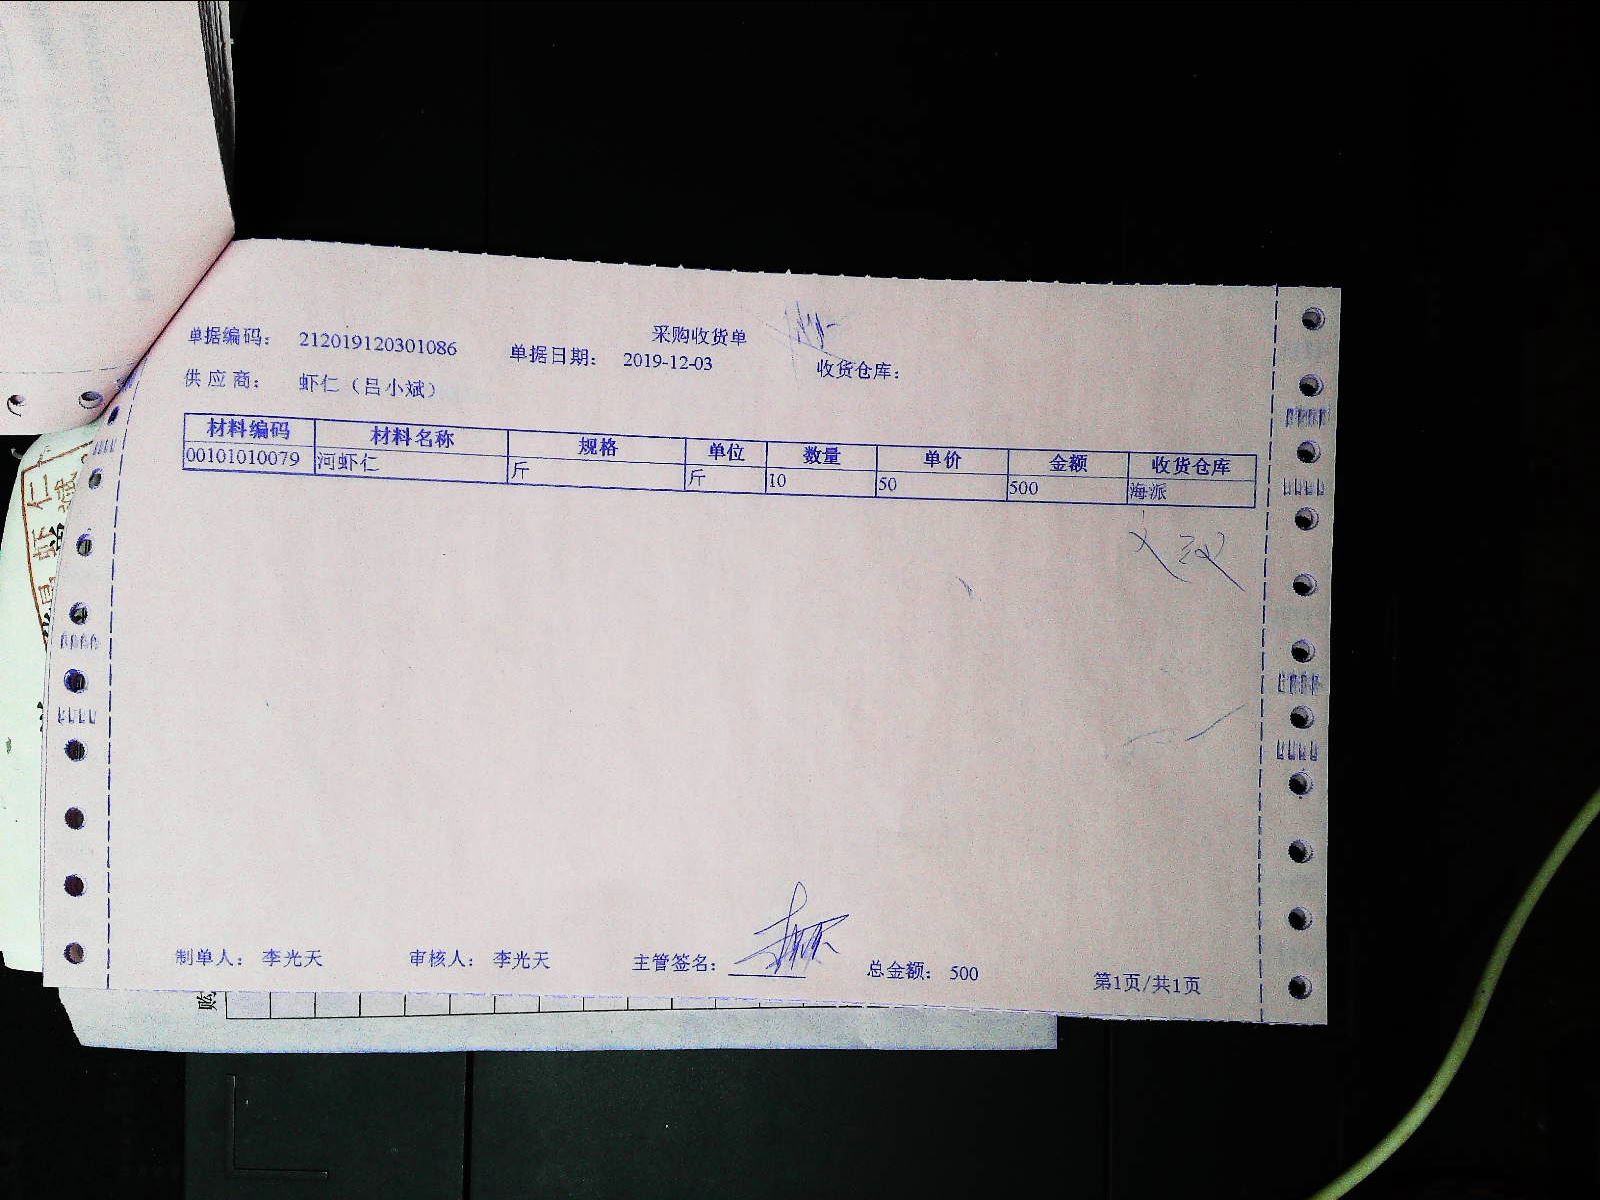 采购收货单
单据编码： 212019120301086 单据日期： 2019-12-03 收货仓库：
供应商： 虾仁（吕小斌）
材料编码 材料名称 规格 单位 数量 单价 金额 收货仓库
00101010079 河虾仁 斤 斤 10 50 500 海派
制单人： 李光天 审核人： 李光天 主管签名： 总金额： 500 第1页/共1页
购
虾仁